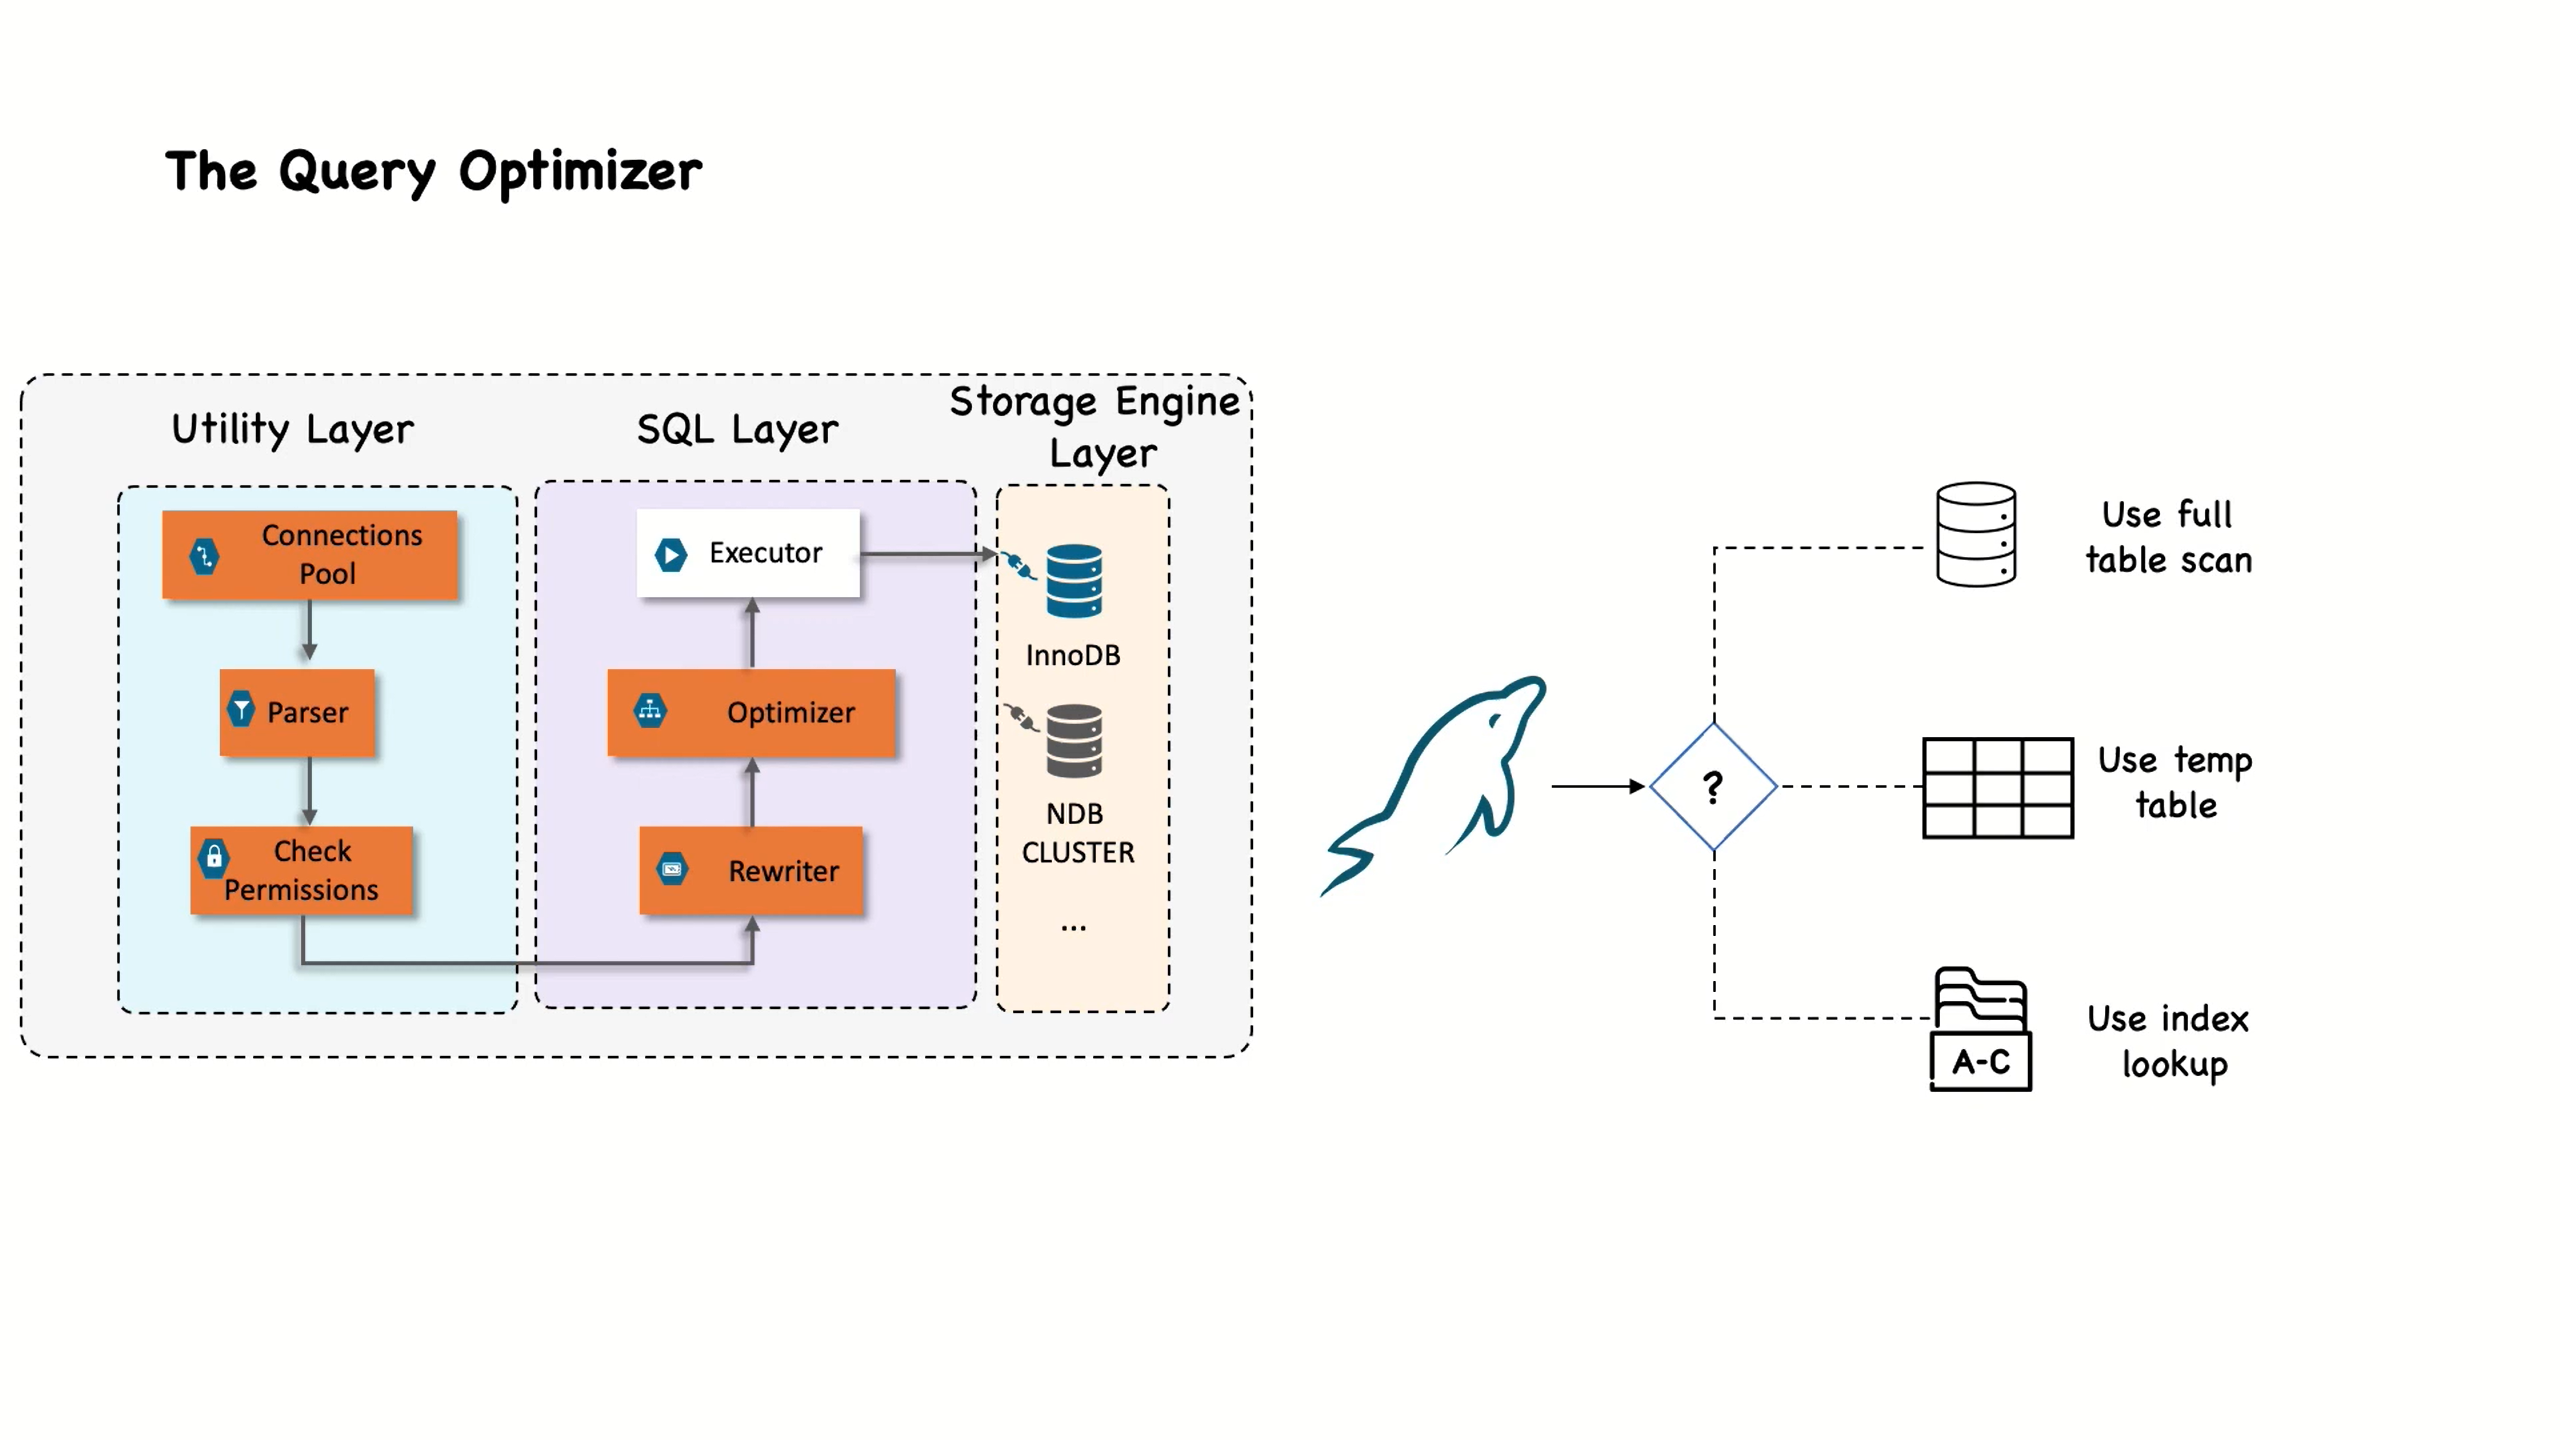 The Query Optimizer
Utility Layer
SQL Layer
Storage Engine
Layer
Connections
Pool
Parser
Check
Permissions
Executor
Optimizer
Rewriter
InnoDB
NDB
CLUSTER
...
?
Use full
table scan
Use temp
table
A-C
Use index
lookup